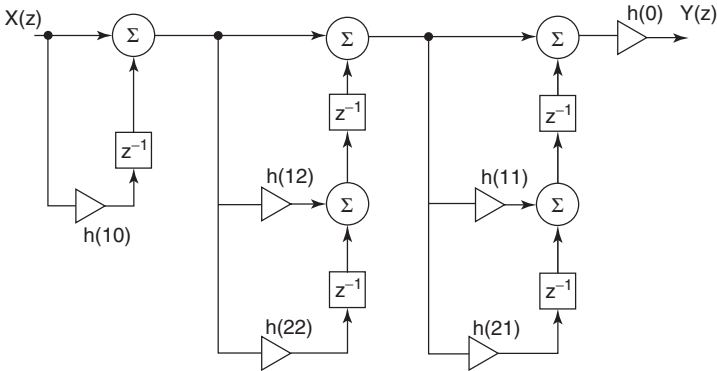 X(z)
Σ
Σ
Σ
h(0)
Y(z)
z⁻¹
z⁻¹
z⁻¹
h(10)
h(12)
Σ
h(11)
Σ
z⁻¹
z⁻¹
h(22)
h(21)